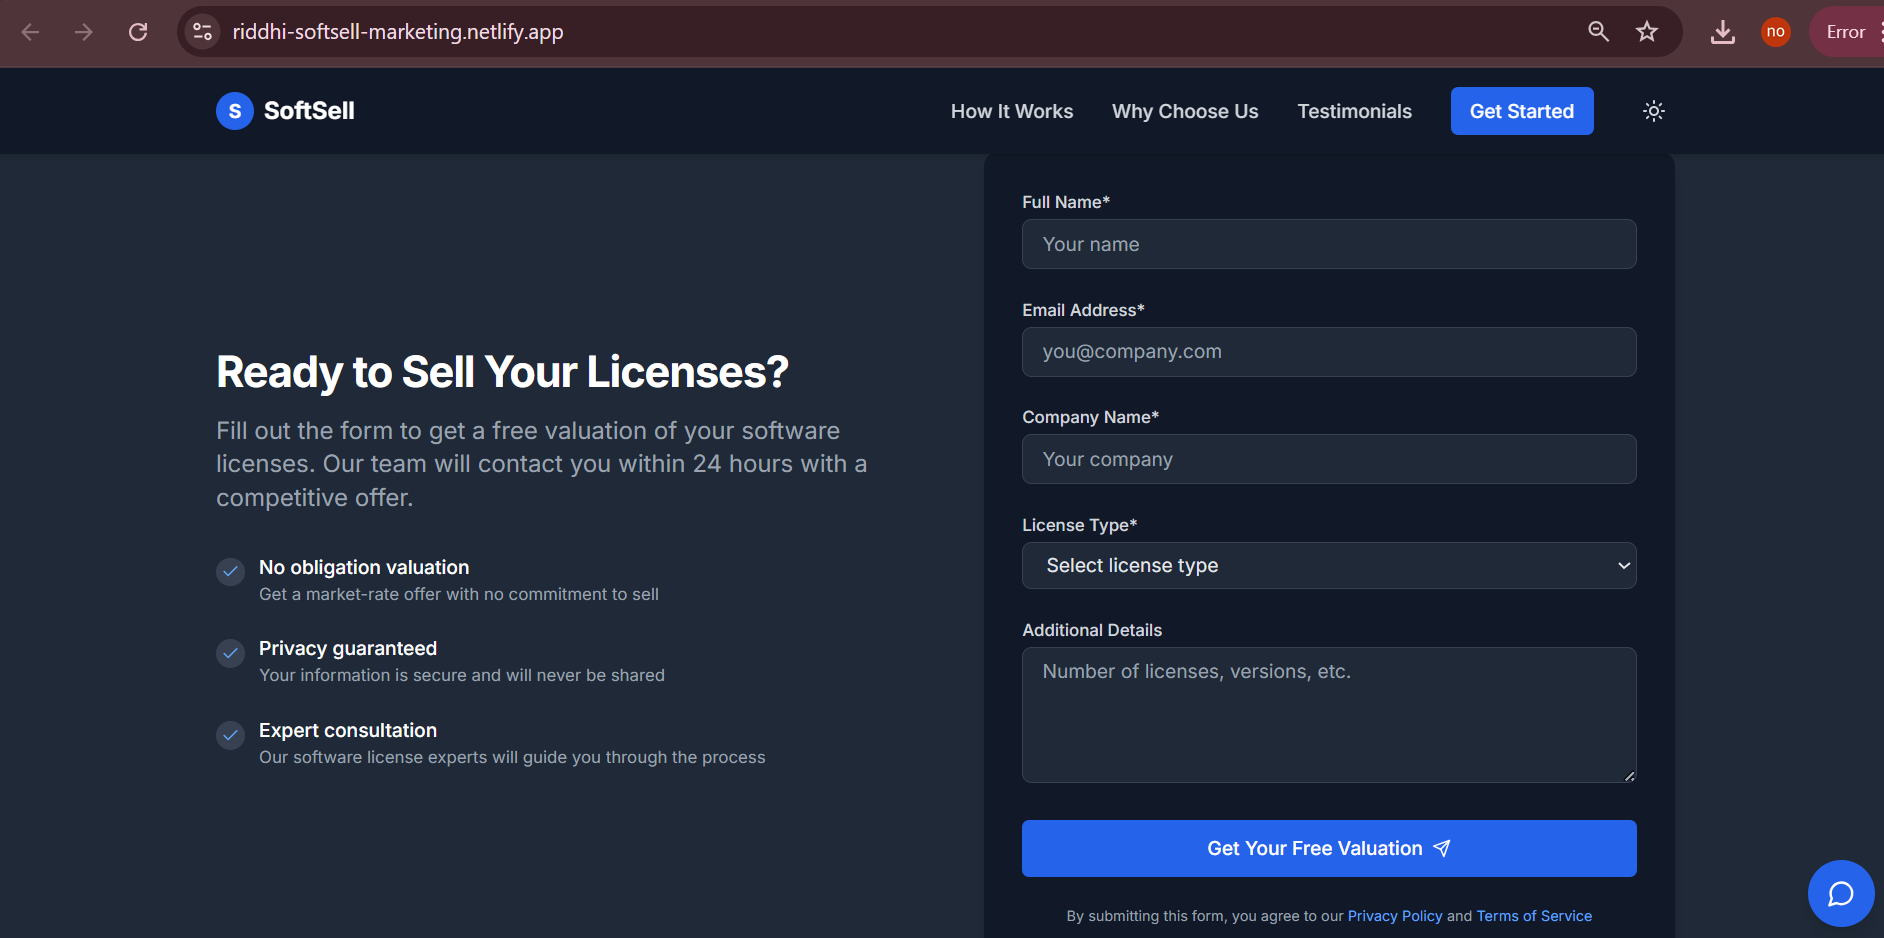 riddhi-softsell-marketing.netlify.app
no
Error
S
SoftSell
How It Works
Why Choose Us
Testimonials
Get Started
Ready to Sell Your Licenses?
Fill out the form to get a free valuation of your software
licenses. Our team will contact you within 24 hours with a
competitive offer.
No obligation valuation
Get a market-rate offer with no commitment to sell
Privacy guaranteed
Your information is secure and will never be shared
Expert consultation
Our software license experts will guide you through the process
Full Name*
Your name
Email Address*
you@company.com
Company Name*
Your company
License Type*
Select license type
Additional Details
Number of licenses, versions, etc.
Get Your Free Valuation
By submitting this form, you agree to our Privacy Policy and Terms of Service